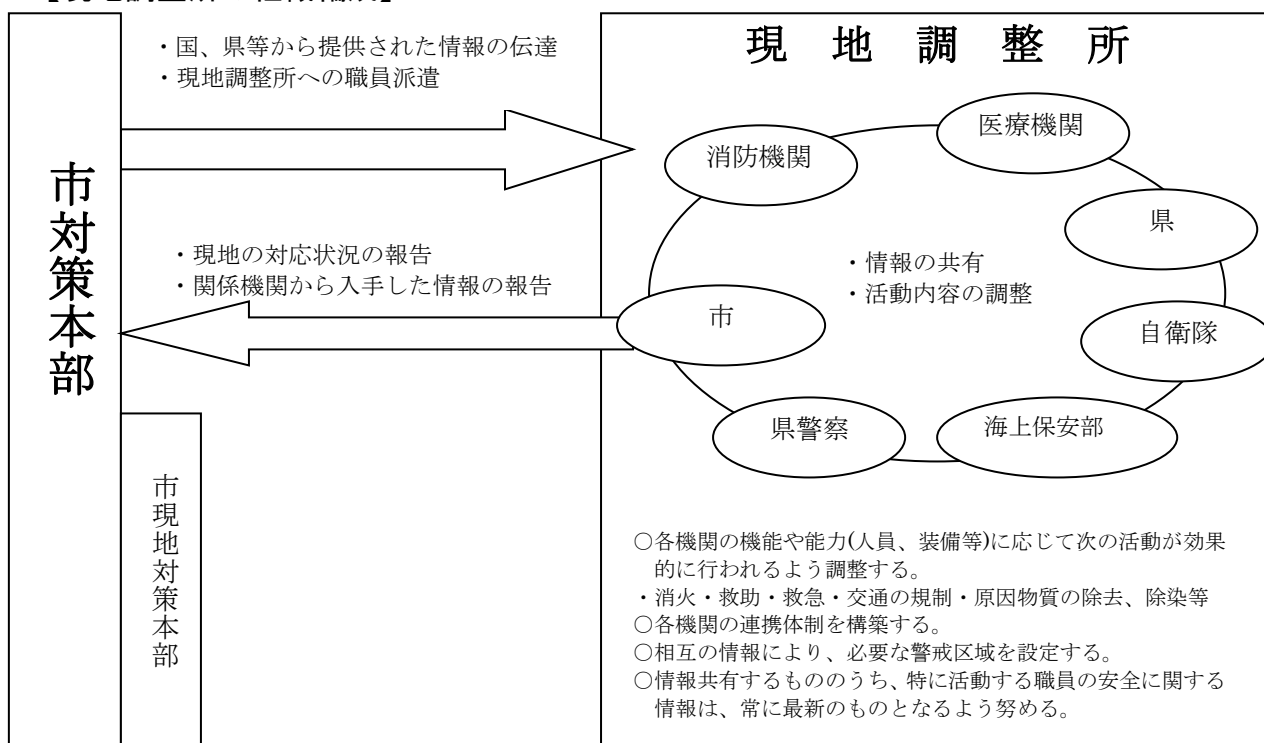 ・国、県等から提供された情報の伝達
・現地調整所への職員派遣
市対策本部
・現地の対応状況の報告
・関係機関から入手した情報の報告
市現地対策本部
現地調整所
医療機関
消防機関
県
・情報の共有
・活動内容の調整
市
自衛隊
県警察
海上保安部
○各機関の機能や能力(人員、装備等)に応じて次の活動が効果
的に行われるよう調整する。
・消火・救助・救急・交通の規制・原因物質の除去、除染等
○各機関の連携体制を構築する。
○相互の情報により、必要な警戒区域を設定する。
○情報共有するもののうち、特に活動する職員の安全に関する
情報は、常に最新のものとなるよう努める。